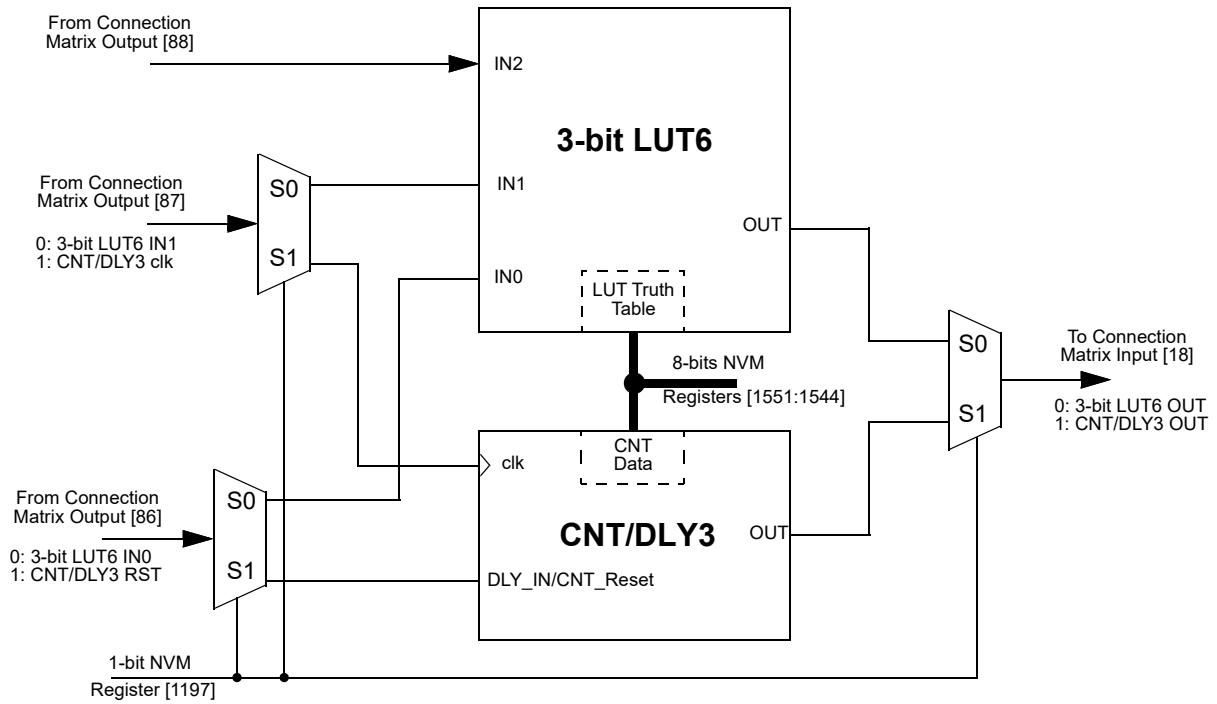 From Connection
Matrix Output [88]
IN2
3-bit LUT6
From Connection
Matrix Output [87]
0: 3-bit LUT6 IN1
1: CNT/DLY3 clk
S0
S1
IN1
IN0
OUT
LUT Truth
Table
8-bits NVM
Registers [1551:1544]
S0
S1
To Connection
Matrix Input [18]
0: 3-bit LUT6 OUT
1: CNT/DLY3 OUT
CNT
Data
clk
CNT/DLY3
OUT
DLY_IN/CNT_Reset
From Connection
Matrix Output [86]
0: 3-bit LUT6 IN0
1: CNT/DLY3 RST
S0
S1
1-bit NVM
Register [1197]